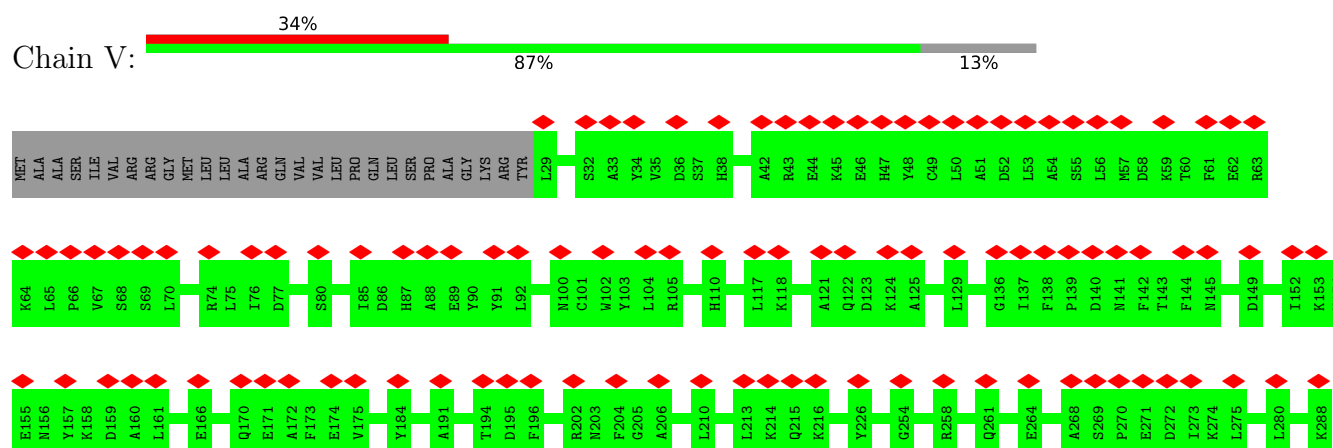 34%
Chain V:
87% 13%
MET ALA ALA SER ILE VAL ARG ARG GLY MET LEU LEU ALA ARG GLN VAL VAL LEU PRO GLN LEU SER PRO ALA GLY LYS ARG TYR L29 S32 A33 Y34 V35 D36 S37 H38 A42 R43 E44 K45 E46 H47 Y48 C49 L50 A51 D52 L53 A54 S55 L56 M57 D58 K59 T60 F61 E62 R63
K64 L65 P66 V67 S68 S69 L70 R74 L75 I76 D77 S80 I85 D86 H87 A88 E89 Y90 Y91 L92 N100 C101 W102 Y103 L104 R105 H110 L117 K118 A121 Q122 D123 K124 A125 L129 G136 I137 F138 P139 D140 N141 F142 T143 F144 N145 D149 I152 K153
E155 N156 Y157 K158 D159 A160 L161 E166 Q170 E171 A172 F173 E174 V175 Y184 A191 T194 D195 F196 R202 N203 F204 G205 A206 L210 L213 K214 Q215 K216 Y226 G254 R258 Q261 E264 A268 S269 P270 E271 D272 I273 K274 L275 L280 K288